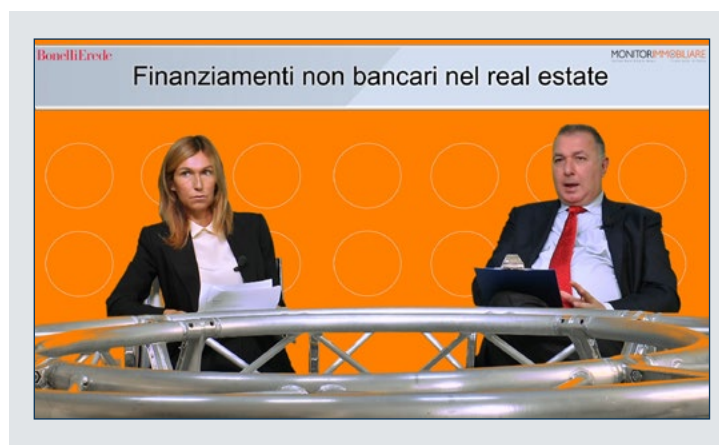 BonelliErede
MONITORIMMOBILIARE
Finanziamenti non bancari nel real estate